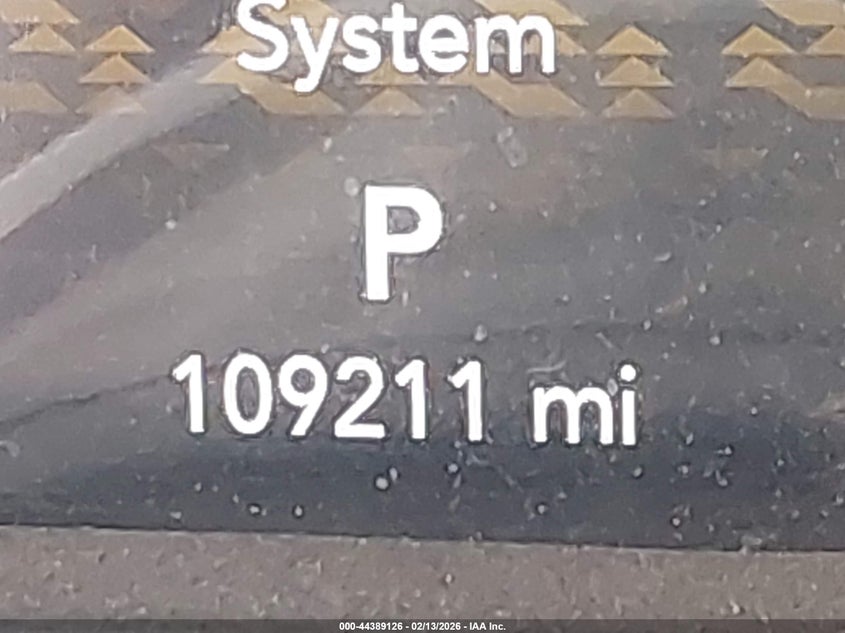 System
P
109211 mi
000-44389126 - 02/13/2026 - IAA Inc.